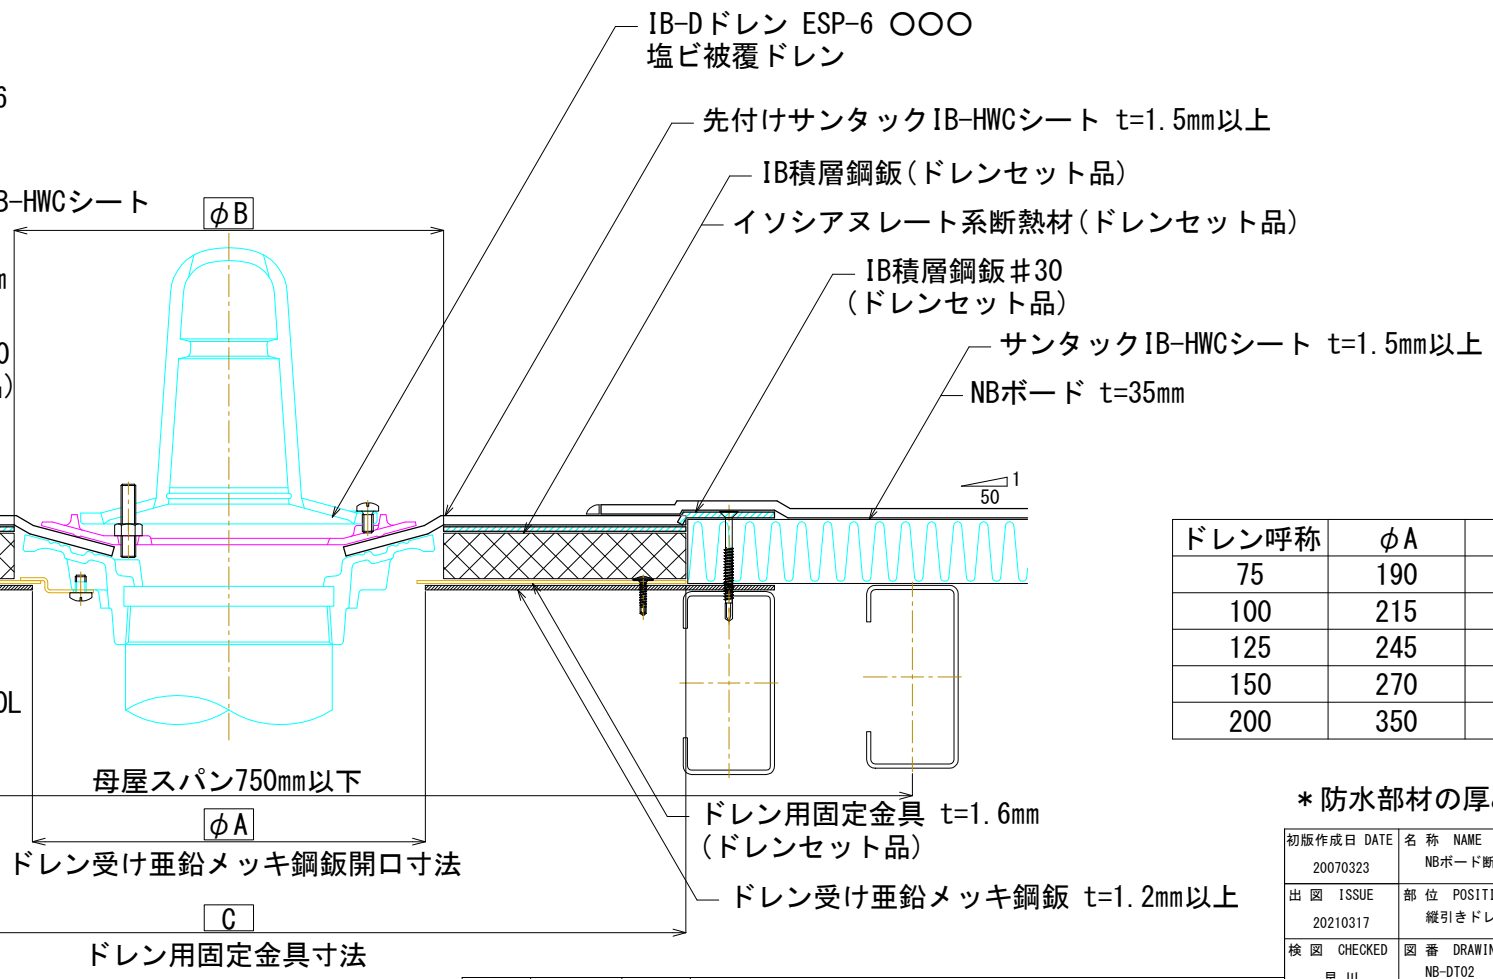 IB-Dドレン ESP-6 ○○○
塩ビ被覆ドレン
6
先付けサンタックIB-HWCシート t=1.5mm以上
IB積層鋼鈑(ドレンセット品)
B-HWCシート
φB
イソシアヌレート系断熱材(ドレンセット品)
IB積層鋼鈑♯30
(ドレンセット品)
m
0
サンタックIB-HWCシート t=1.5mm以上
NBボード t=35mm
1
50
ドレン呼称 φA
75 190
100 215
125 245
150 270
200 350
OL
母屋スパン750mm以下
φA
ドレン受け亜鉛メッキ鋼鈑開口寸法
ドレン用固定金具 t=1.6mm
(ドレンセット品)
ドレン受け亜鉛メッキ鋼鈑 t=1.2mm以上
C
ドレン用固定金具寸法
*防水部材の厚
初版作成日 DATE 名 称 NAME
20070323 NBボード断
出 図 ISSUE 部 位 POSITI
20210317 縦引きドレ
検 図 CHECKED 図 番 DRAWIN
NB-DT02